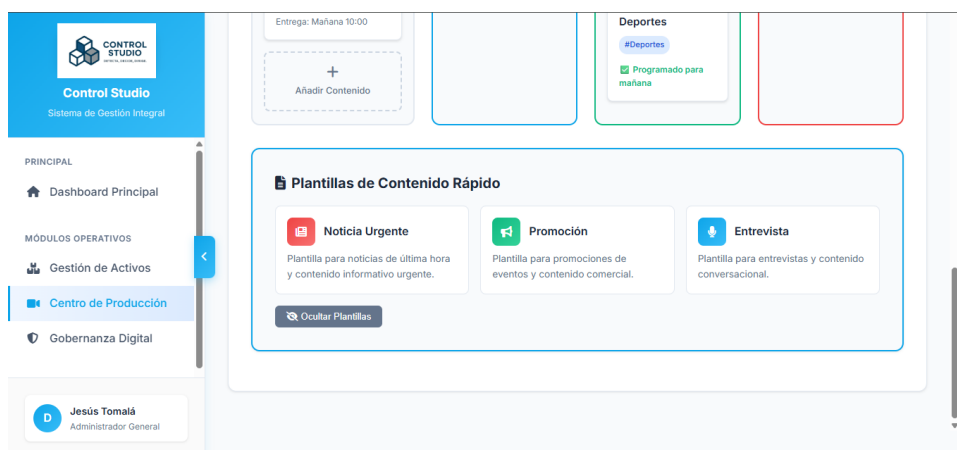 CONTROL
STUDIO
Control Studio
Sistema de Gestión Integral
PRINCIPAL
Dashboard Principal
MÓDULOS OPERATIVOS
Gestión de Activos
Centro de Producción
Gobernanza Digital
D
Jesús Tomalá
Administrador General
Entrega: Mañana 10:00
+
Añadir Contenido
Deportes
#Deportes
Programado para
mañana
Plantillas de Contenido Rápido
Noticia Urgente
Plantilla para noticias de última hora
y contenido informativo urgente.
Promoción
Plantilla para promociones de
eventos y contenido comercial.
Entrevista
Plantilla para entrevistas y contenido
conversacional.
Ocultar Plantillas